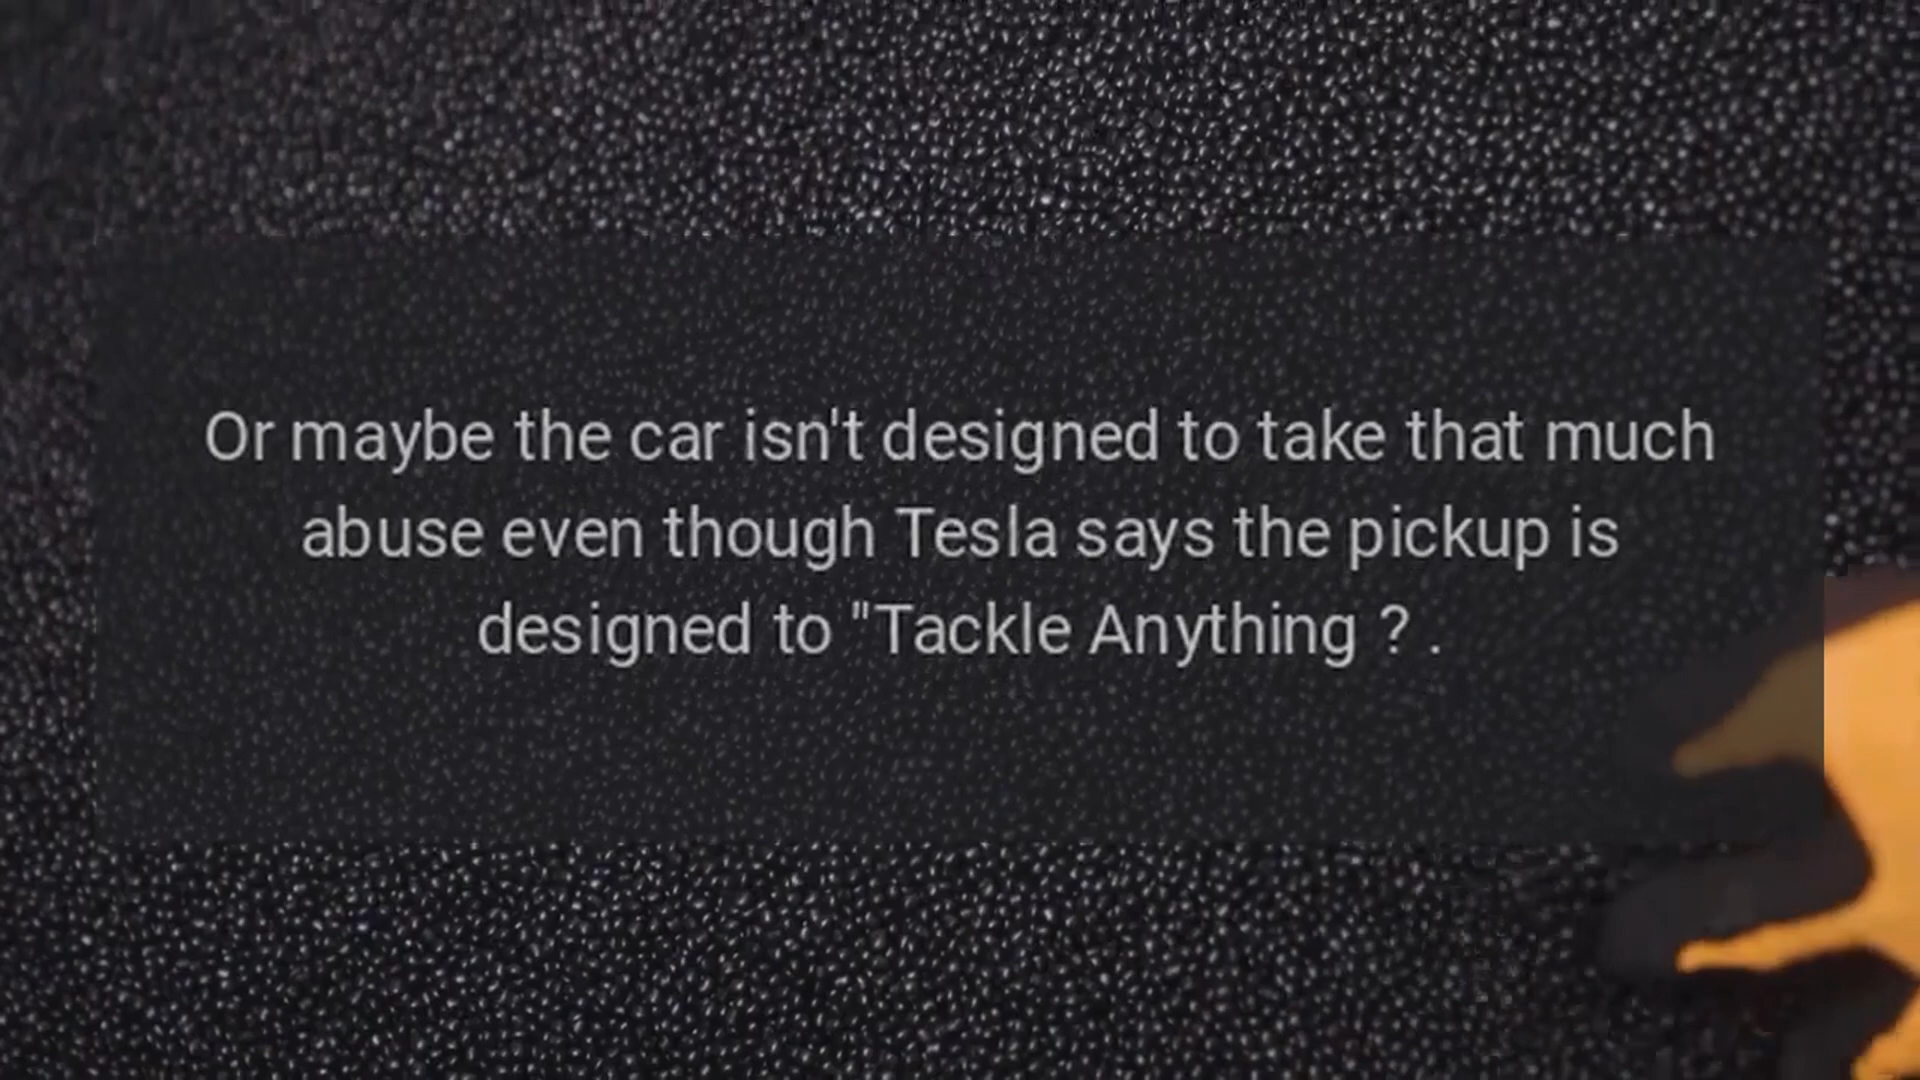 Or maybe the car isn't designed to take that much
abuse even though Tesla says the pickup is
designed to "Tackle Anything ? .